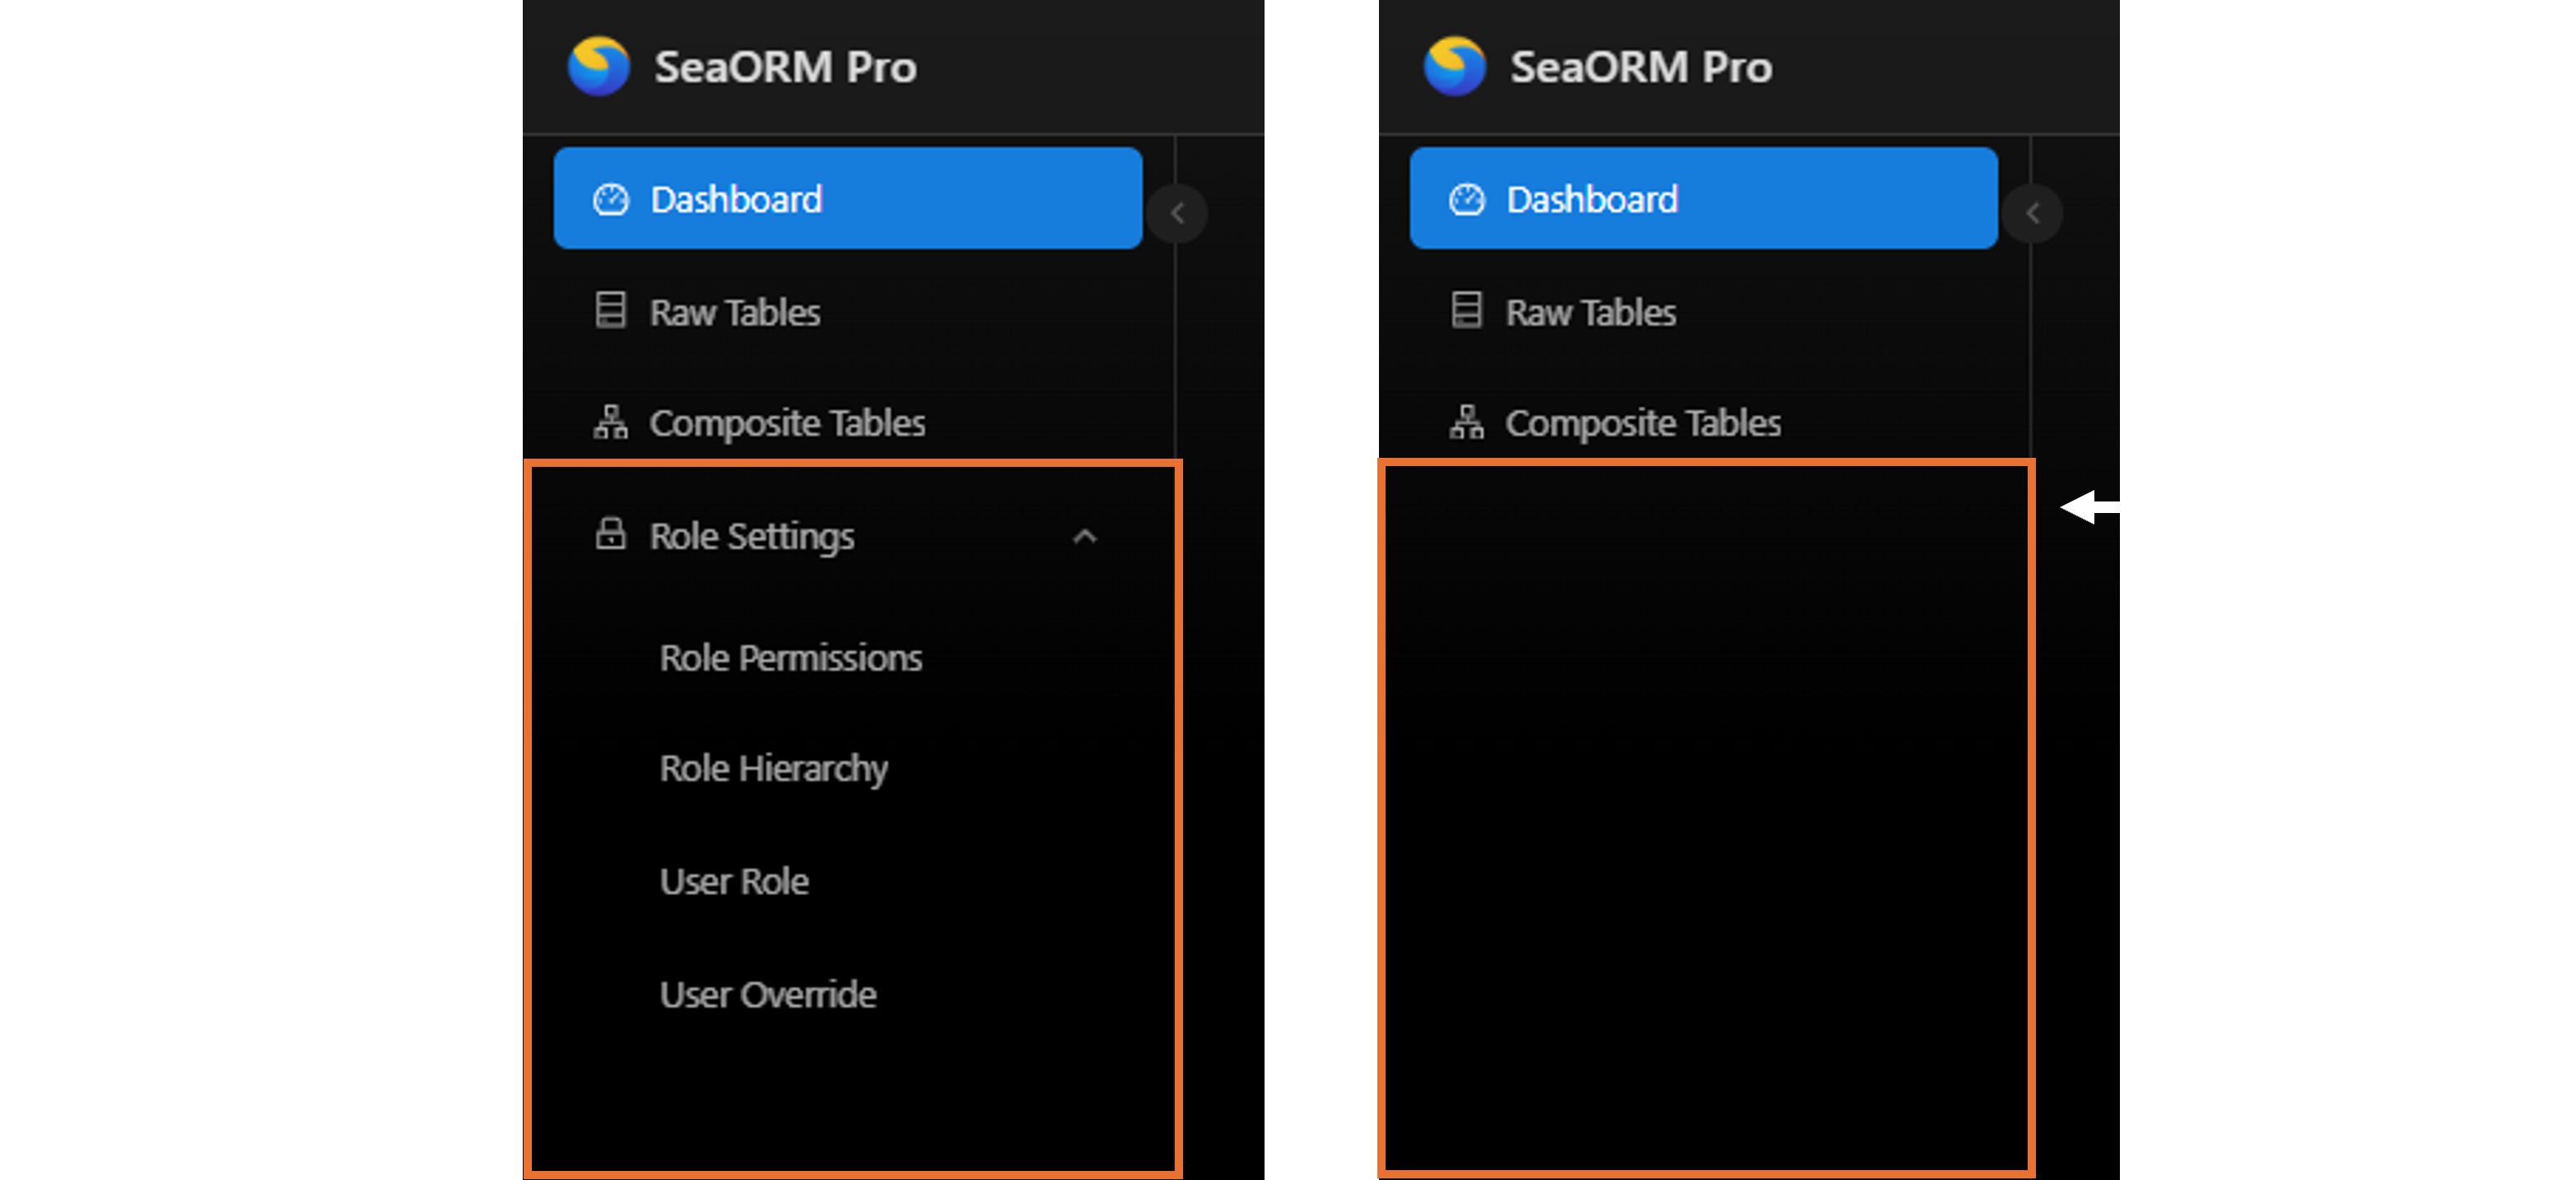 SeaORM Pro
Dashboard
Raw Tables
Composite Tables
Role Settings
Role Permissions
Role Hierarchy
User Role
User Override
SeaORM Pro
Dashboard
Raw Tables
Composite Tables